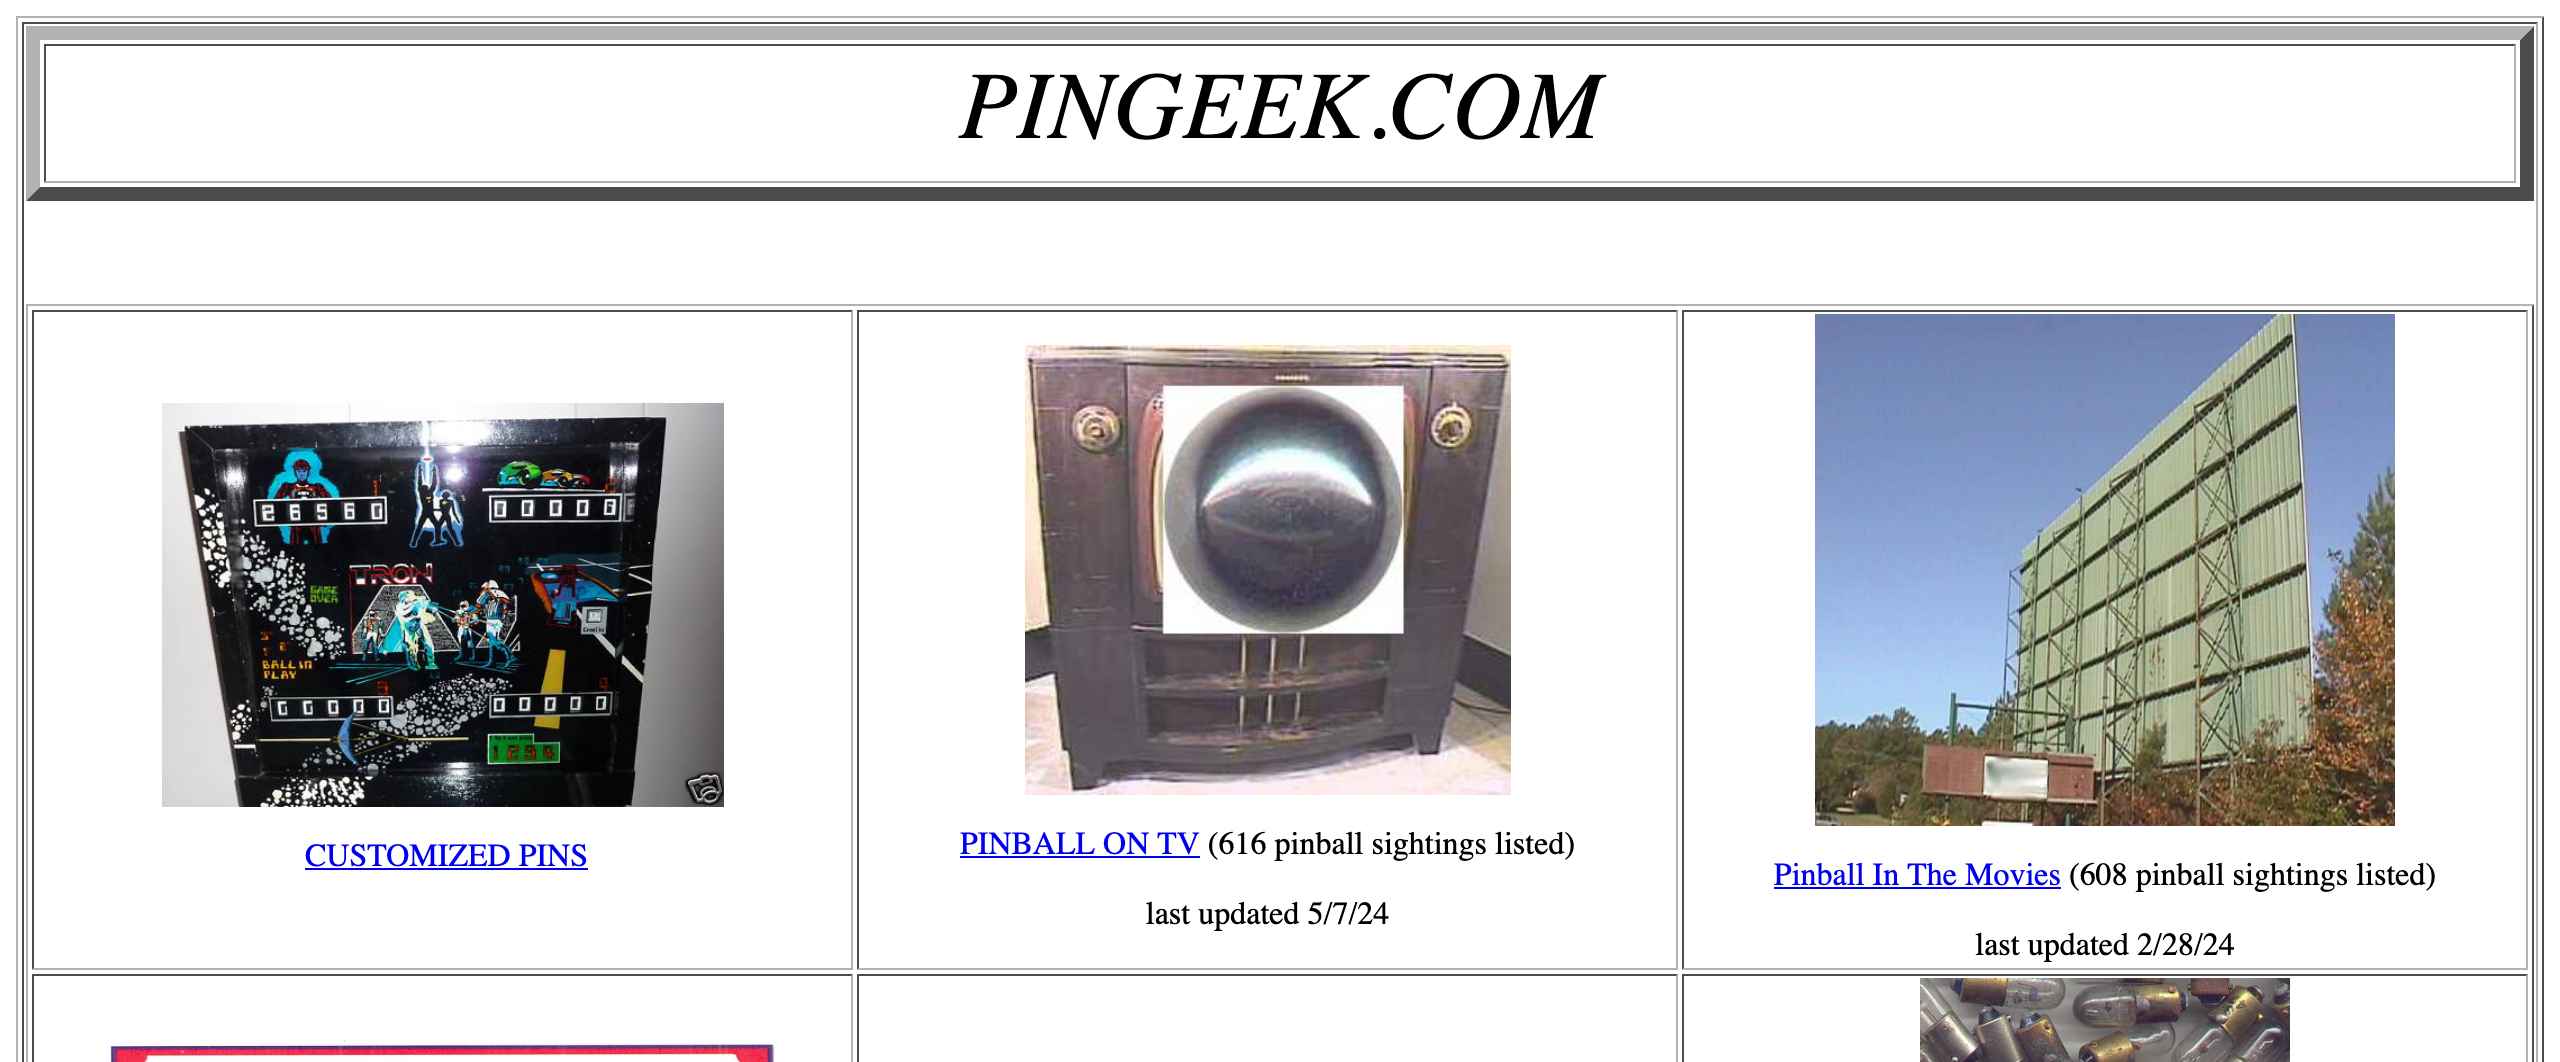 PINGEEK.COM
26560
00000
TRON
GAME
OVER
BALL IN
PLAY
00000
00000
CUSTOMIZED PINS
PINBALL ON TV (616 pinball sightings listed)
last updated 5/7/24
Pinball In The Movies (608 pinball sightings listed)
last updated 2/28/24